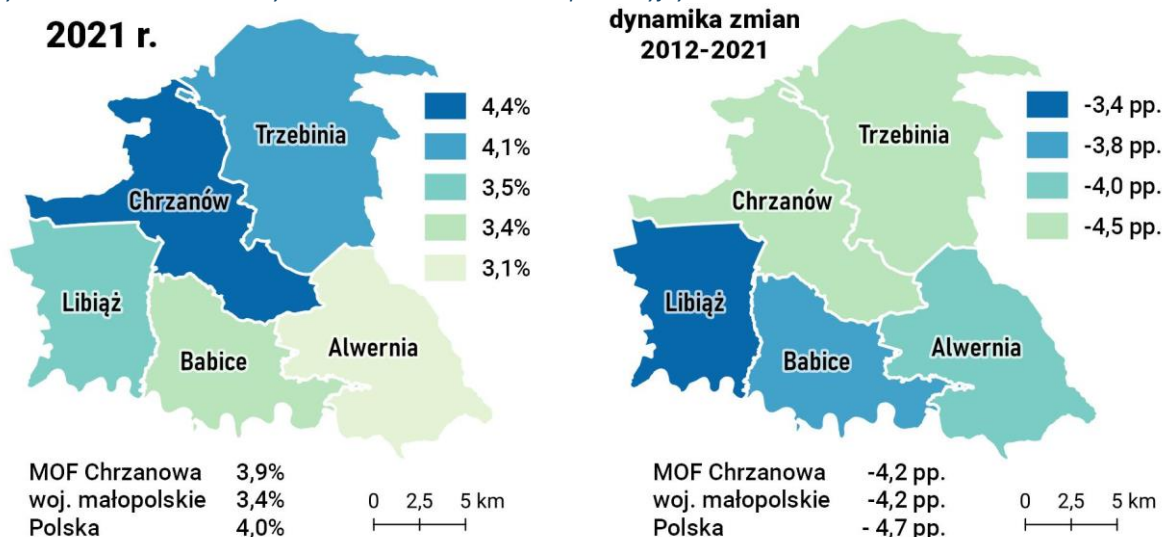 2021 r.
Trzebinia
Chrzanów
Libiąż
Babice
Alwernia
4,4%
4,1%
3,5%
3,4%
3,1%
MOF Chrzanowa 3,9%
woj. małopolskie 3,4%
Polska 4,0%
0 2,5 5 km
dynamika zmian
2012-2021
Trzebinia
Chrzanów
Libiąż
Babice
Alwernia
-3,4 pp.
-3,8 pp.
-4,0 pp.
-4,5 pp.
MOF Chrzanowa -4,2 pp.
woj. małopolskie -4,2 pp.
Polska - 4,7 pp.
0 2,5 5 km